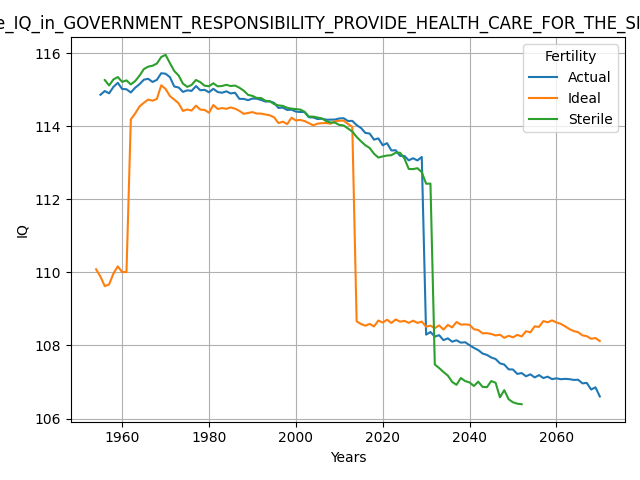 e_IQ_in_GOVERNMENT_RESPONSIBILITY_PROVIDE_HEALTH_CARE_FOR_THE_SI
Fertility
Actual
Ideal
Sterile
116
114
112
110
108
106
IQ
1960
1980
2000
2020
2040
2060
Years